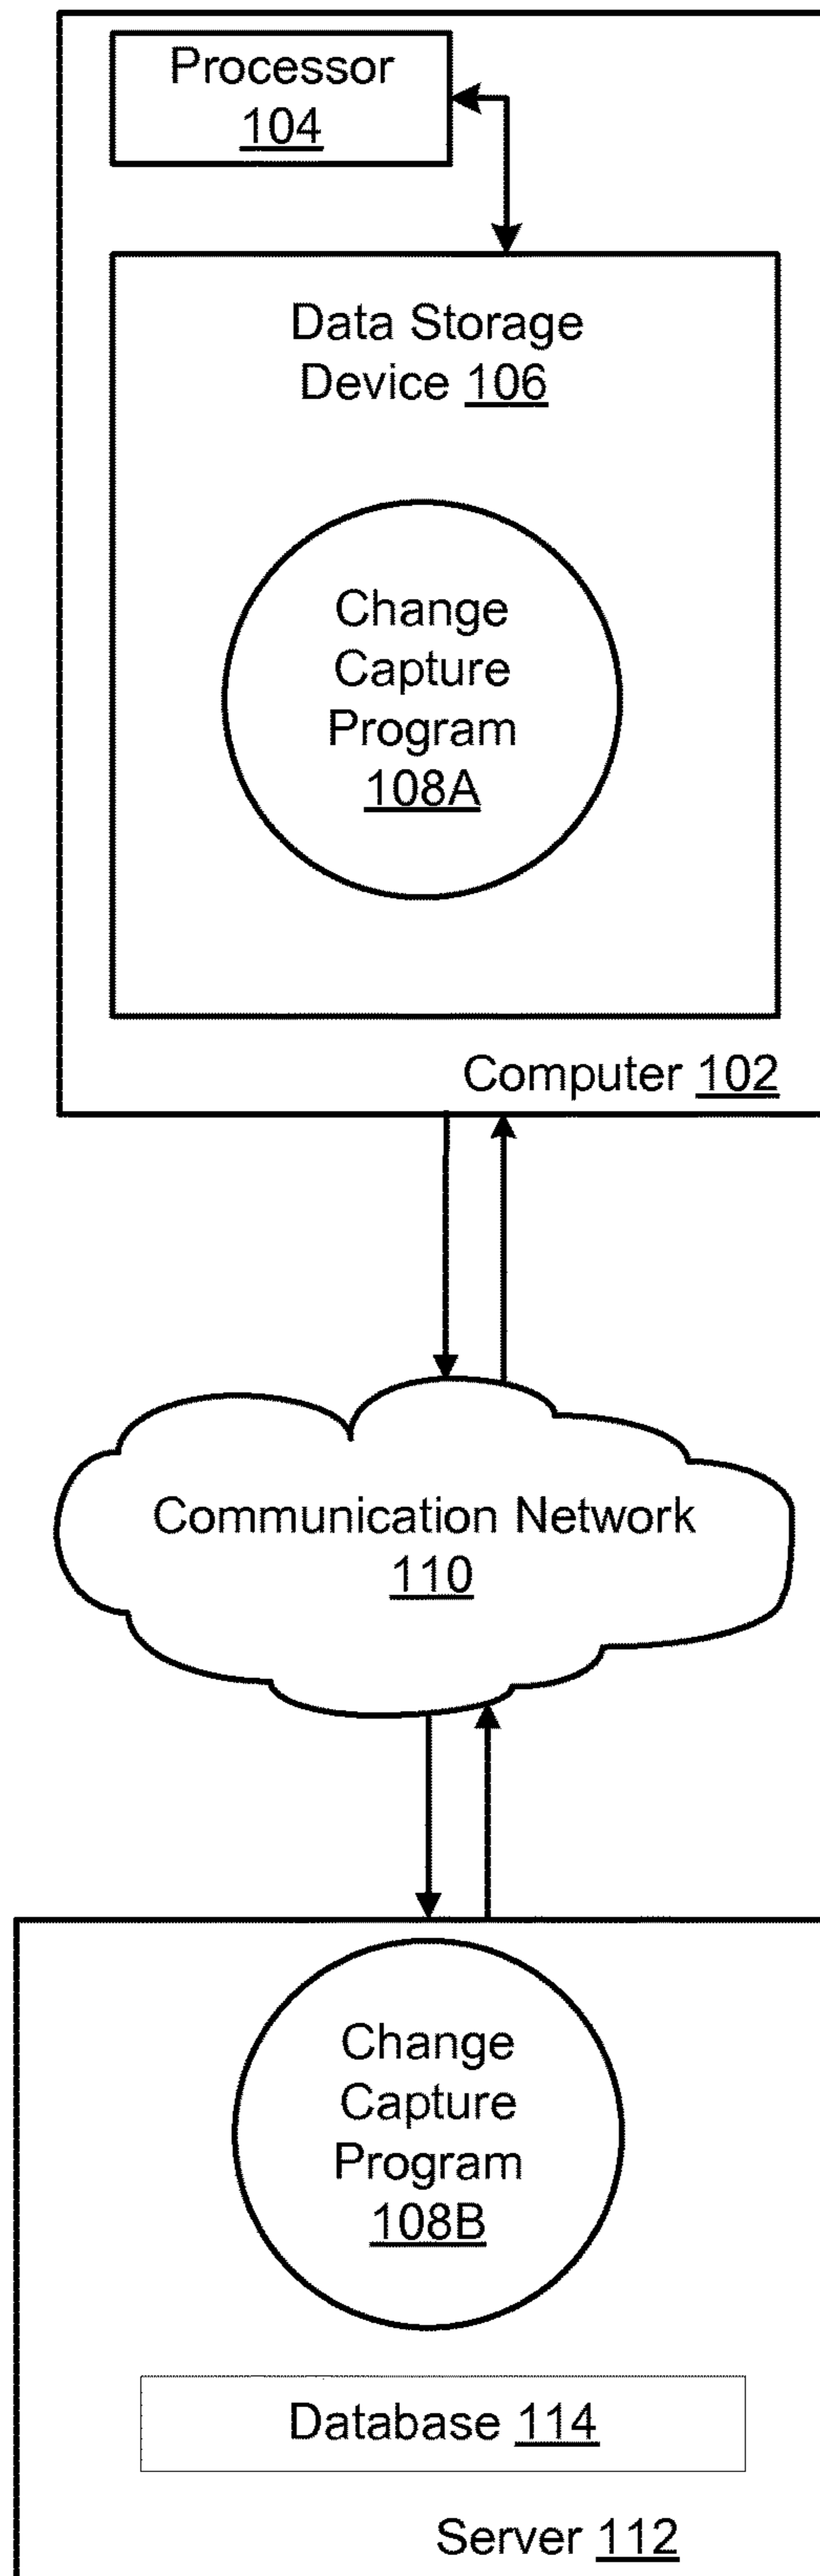 Processor
104
Data Storage
Device 106
Change
Capture
Program
108A
Computer 102
Communication Network
110
Change
Capture
Program
108B
Database 114
Server 112